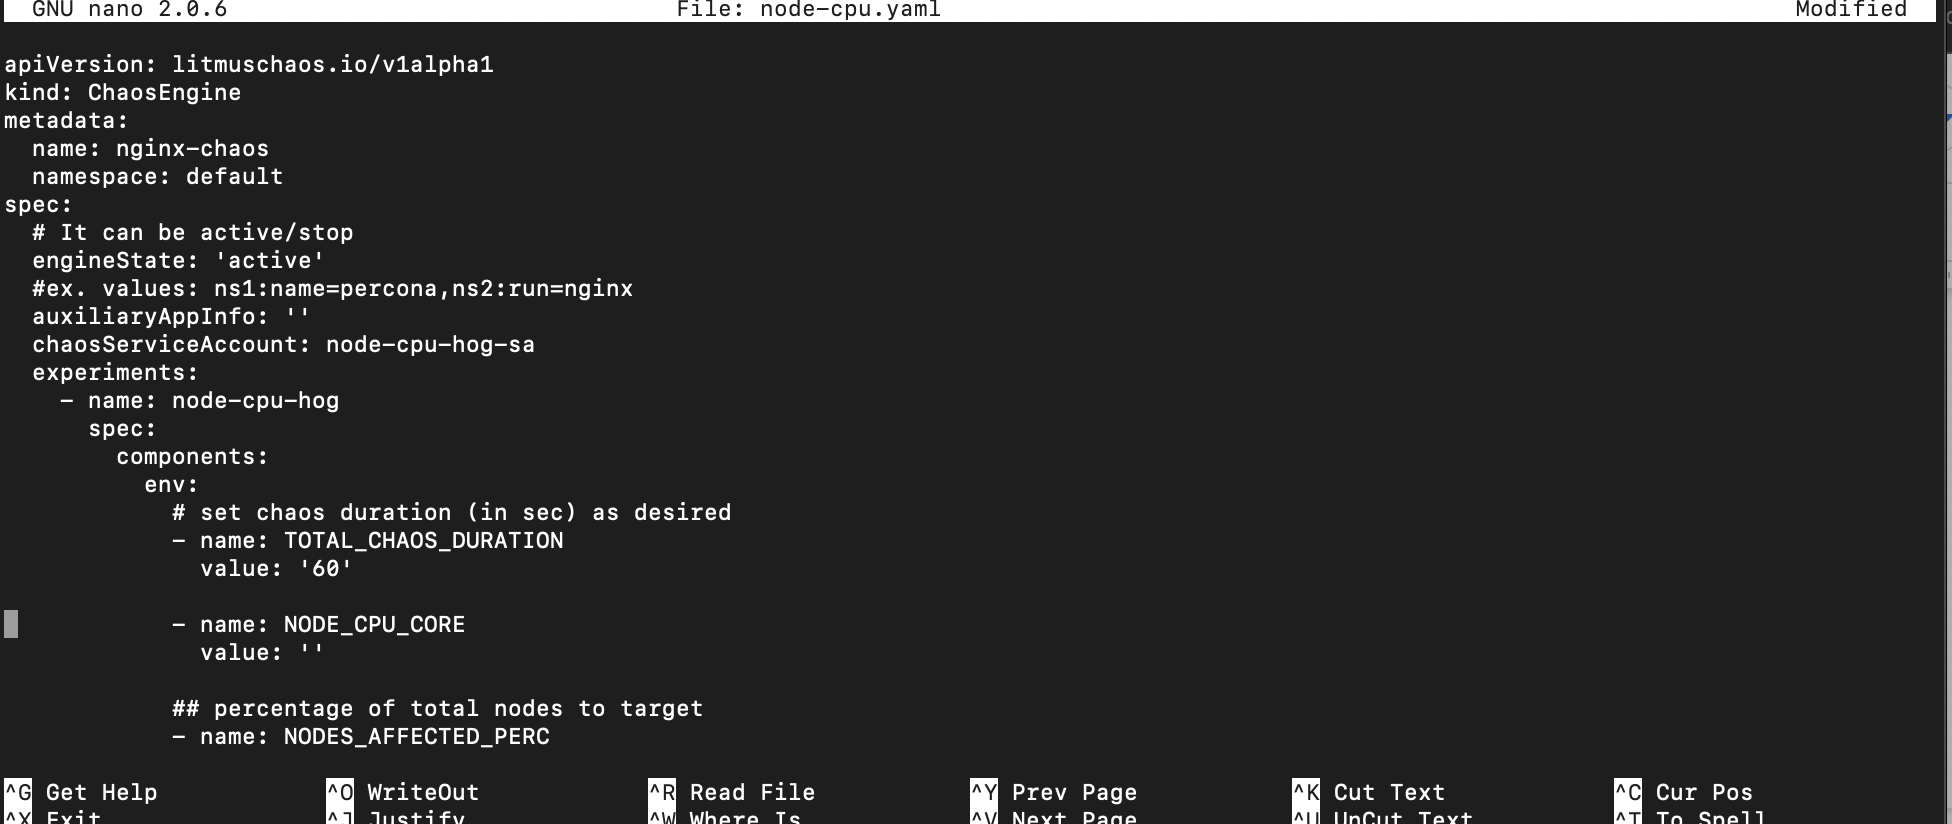 GNU nano 2.0.6 File: node-cpu.yaml Modified
apiVersion: litmuschaos.io/v1alpha1
kind: ChaosEngine
metadata:
  name: nginx-chaos
  namespace: default
spec:
  # It can be active/stop
  engineState: 'active'
  #ex. values: ns1:name=percona,ns2:run=nginx
  auxiliaryAppInfo: ''
  chaosServiceAccount: node-cpu-hog-sa
  experiments:
    - name: node-cpu-hog
      spec:
        components:
          env:
            # set chaos duration (in sec) as desired
            - name: TOTAL_CHAOS_DURATION
              value: '60'
            - name: NODE_CPU_CORE
              value: ''
            ## percentage of total nodes to target
            - name: NODES_AFFECTED_PERC
^G Get Help ^O WriteOut ^R Read File ^Y Prev Page ^K Cut Text ^C Cur Pos
^X Exit ^J Justify ^W Where Is ^V Next Page ^U UnCut Text ^T To Spell